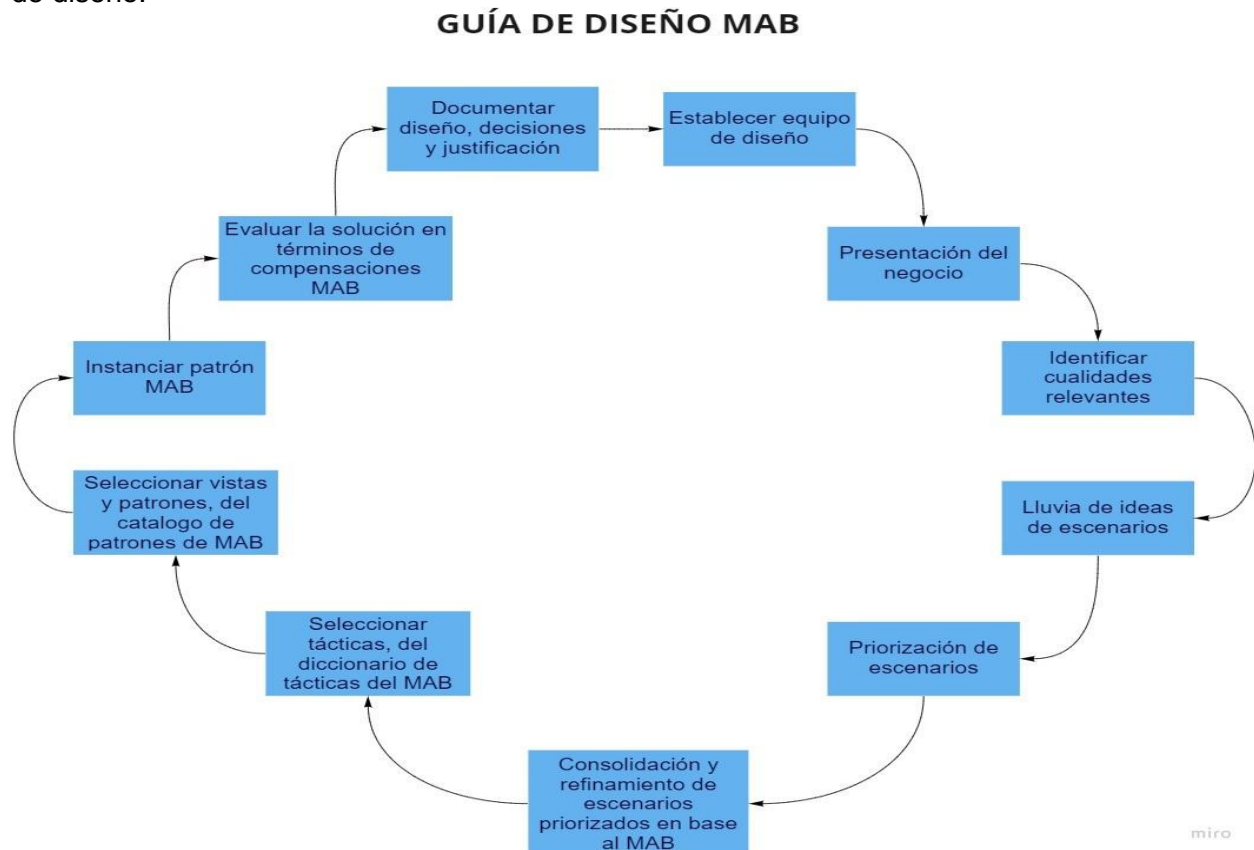 de diseño.
GUÍA DE DISEÑO MAB
Documentar
diseño, decisiones
y justificación
Establecer equipo
de diseño
Evaluar la solución en
términos de
compensaciones
MAB
Presentación del
negocio
Instanciar patrón
MAB
Identificar
cualidades
relevantes
Seleccionar vistas
y patrones, del
catalogo de
patrones de MAB
Lluvia de ideas
de escenarios
Seleccionar
tácticas, del
diccionario de
tácticas del MAB
Priorización de
escenarios
Consolidación y
refinamiento de
escenarios
priorizados en base
al MAB
miro